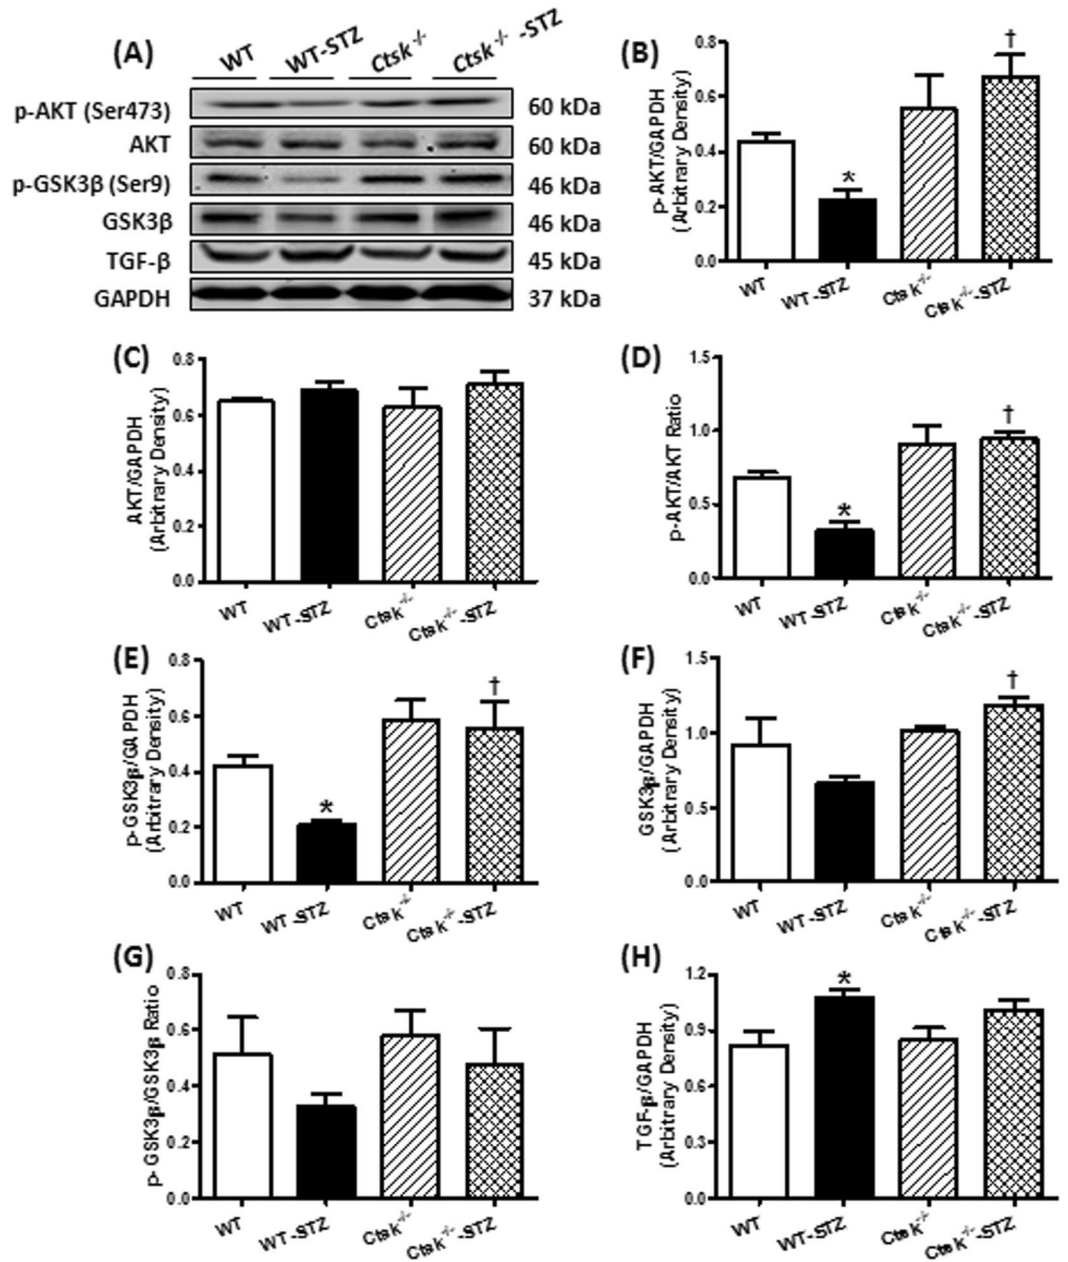 (A)
WT WT-STZ Ctsk-/- Ctsk-/- -STZ
p-AKT (Ser473) 60 kDa
AKT 60 kDa
p-GSK3β (Ser9) 46 kDa
GSK3β 46 kDa
TGF-β 45 kDa
GAPDH 37 kDa
(B)
p-AKT/GAPDH
(Arbitrary Density)
0.8
0.6
0.4
0.2
0.0
*
†
WT WT-STZ Ctsk-/- Ctsk-/--STZ
(C)
AKT/GAPDH
(Arbitrary Density)
0.8
0.6
0.4
0.2
0.0
WT WT-STZ Ctsk-/- Ctsk-/--STZ
(D)
p-AKT/AKT Ratio
1.5
1.0
0.5
0.0
*
†
WT WT-STZ Ctsk-/- Ctsk-/--STZ
(E)
p-GSK3β/GAPDH
(Arbitrary Density)
0.8
0.6
0.4
0.2
0.0
*
†
WT WT-STZ Ctsk-/- Ctsk-/--STZ
(F)
GSK3β/GAPDH
(Arbitrary Density)
1.5
1.0
0.5
0.0
†
WT WT-STZ Ctsk-/- Ctsk-/--STZ
(G)
p-GSK3β/GSK3β Ratio
0.8
0.6
0.4
0.2
0.0
WT WT-STZ Ctsk-/- Ctsk-/--STZ
(H)
TGF-β/GAPDH
(Arbitrary Density)
1.2
0.9
0.6
0.3
0.0
*
WT WT-STZ Ctsk-/- Ctsk-/--STZ